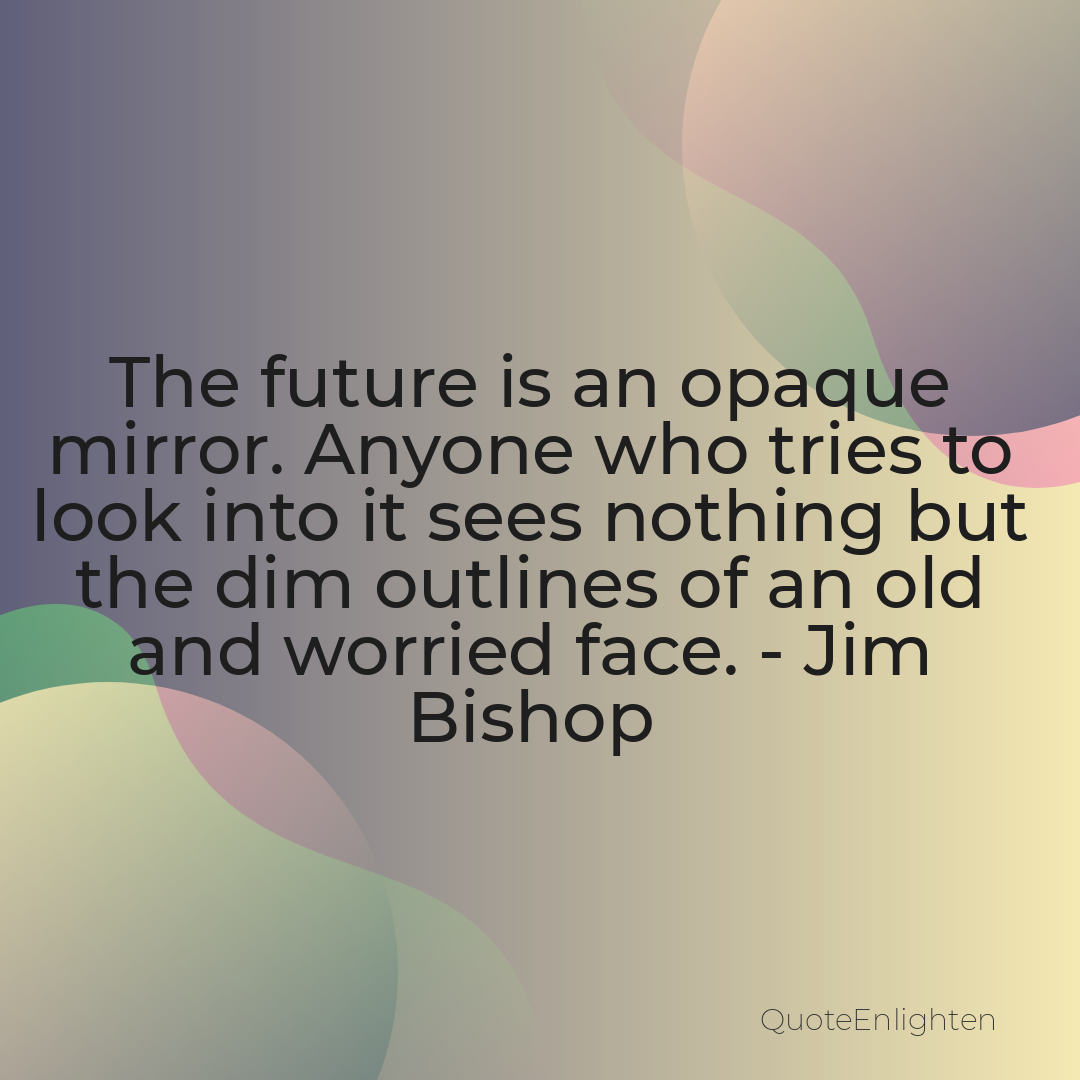 The future is an opaque
mirror. Anyone who tries to
look into it sees nothing but
the dim outlines of an old
and worried face. - Jim
Bishop
QuoteEnlighten